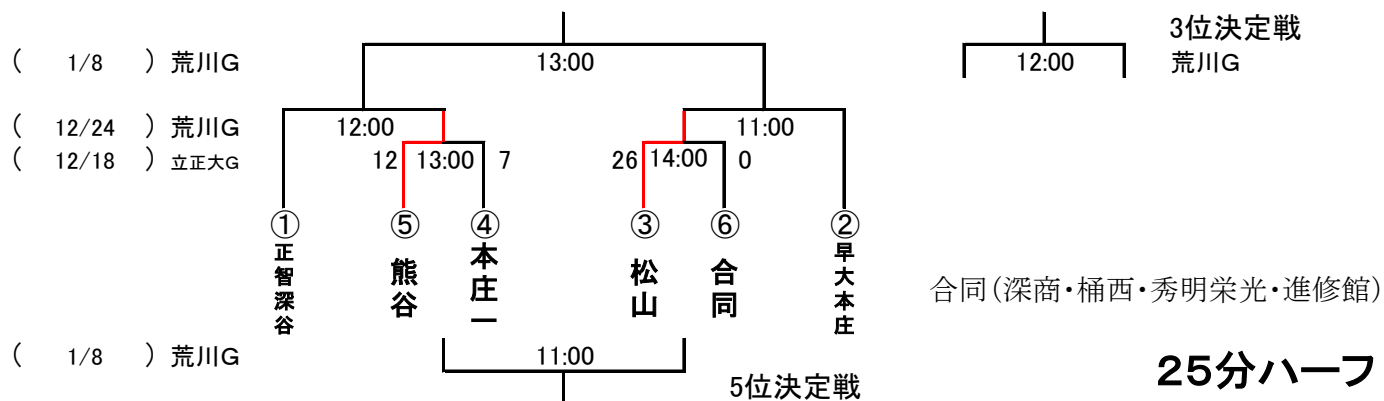 3位決定戦
( 1/8 ) 荒川G 13:00 12:00 荒川G
( 12/24 ) 荒川G 12:00 11:00
( 12/18 ) 立正大G 12 13:00 7 26 14:00 0
① ⑤ ④ ③ ⑥ ②
正智深谷
熊谷
本庄一
松山
合同
早大本庄
合同(深商・桶西・秀明栄光・進修館)
( 1/8 ) 荒川G 11:00
25分ハーフ
5位決定戦